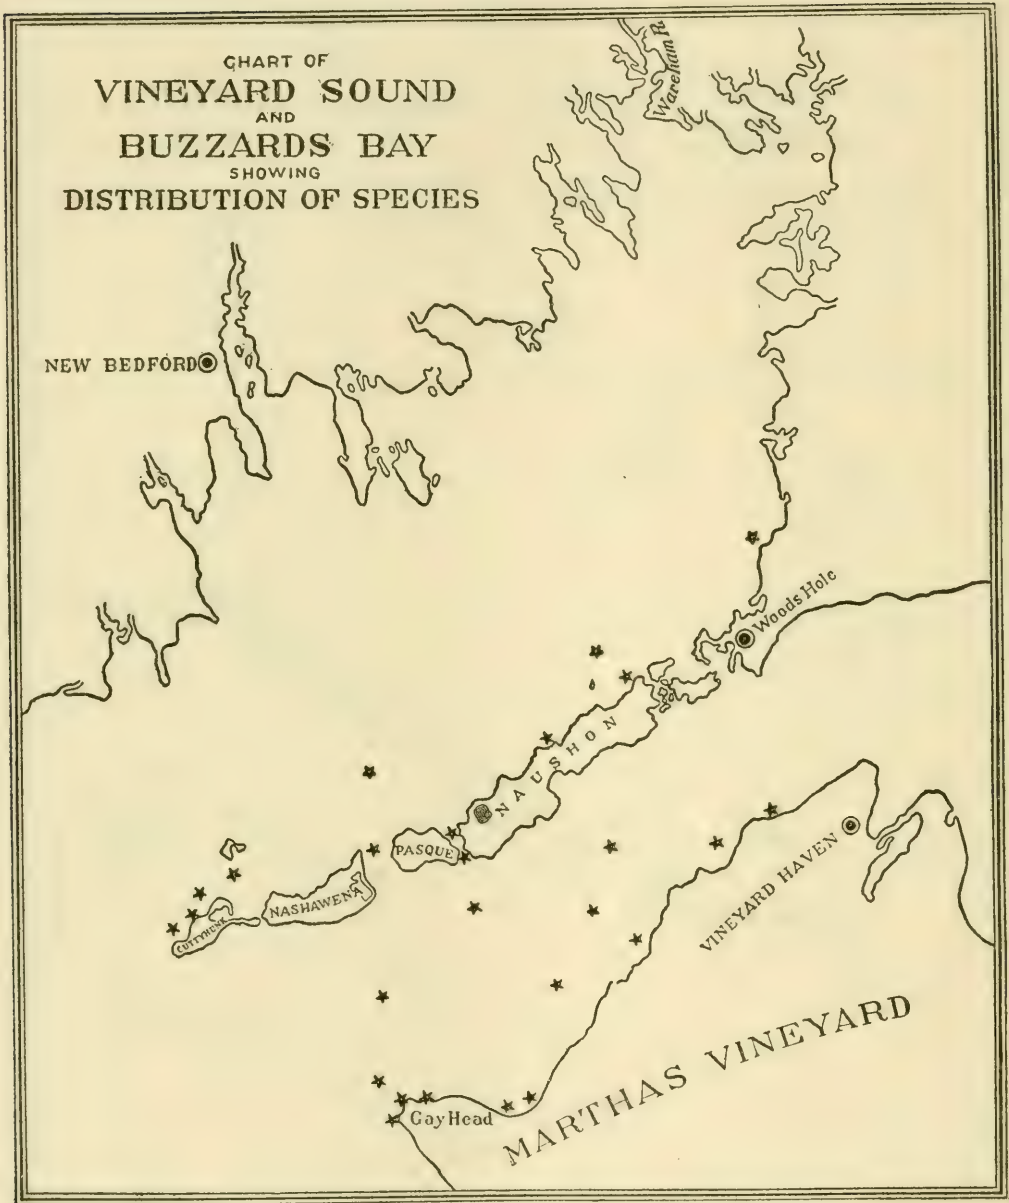 CHART OF
VINEYARD SOUND
AND
BUZZARDS BAY
SHOWING
DISTRIBUTION OF SPECIES
Wareham R.
NEW BEDFORD
Woods Hole
NAUSHON
PASQUE
NASHAWENA
CUTTYHUNK
VINEYARD HAVEN
MARTHAS VINEYARD
Gay Head